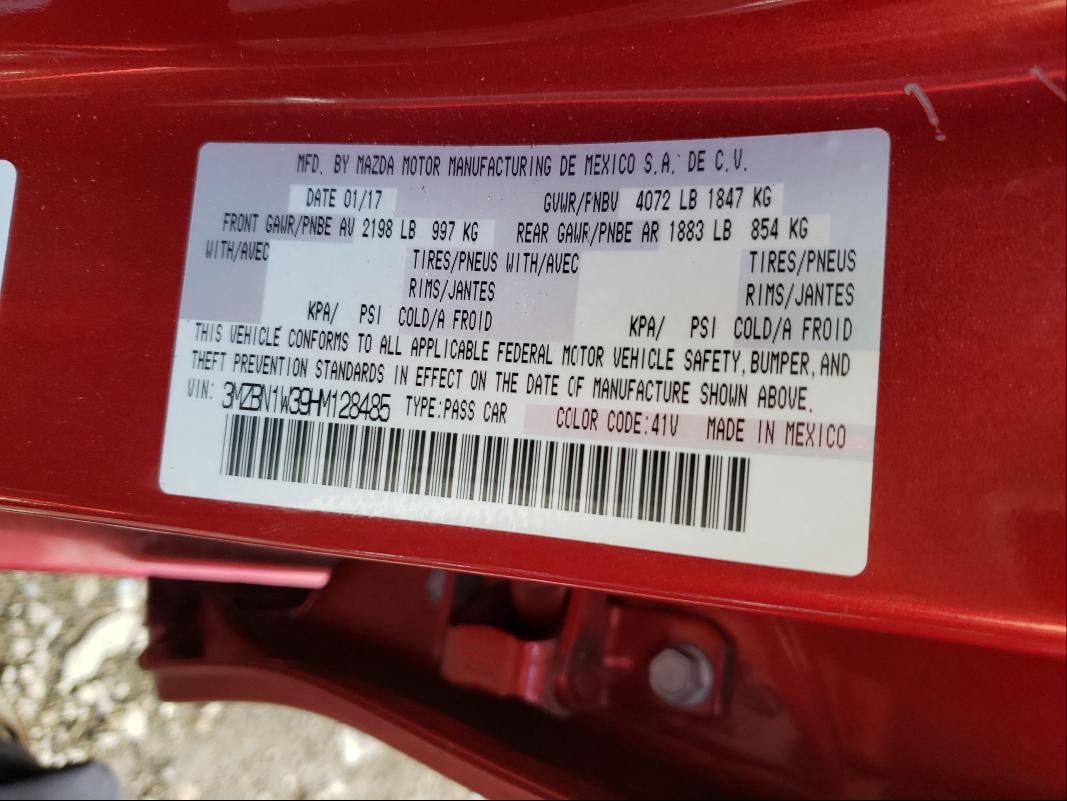 MFD. BY MAZDA MOTOR MANUFACTURING DE MEXICO S.A. DE C.V.
DATE 01/17 GVWR/PNBV 4072 LB 1847 KG
FRONT GAWR/PNBE AV 2198 LB 997 KG REAR GAWR/PNBE AR 1883 LB 854 KG
WITH/AVEC TIRES/PNEUS WITH/AVEC TIRES/PNEUS
RIMS/JANTES RIMS/JANTES
KPA/ PSI COLD/A FROID KPA/ PSI COLD/A FROID
THIS VEHICLE CONFORMS TO ALL APPLICABLE FEDERAL MOTOR VEHICLE SAFETY, BUMPER, AND
THEFT PREVENTION STANDARDS IN EFFECT ON THE DATE OF MANUFACTURE SHOWN ABOVE.
VIN: 3MZBN1W39HM128485 TYPE:PASS CAR COLOR CODE:41V MADE IN MEXICO